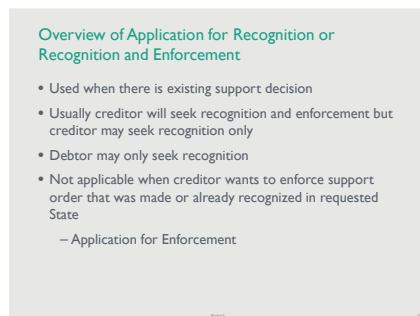 Overview of Application for Recognition or
Recognition and Enforcement
• Used when there is existing support decision
• Usually creditor will seek recognition and enforcement but
creditor may seek recognition only
• Debtor may only seek recognition
• Not applicable when creditor wants to enforce support
order that was made or already recognized in requested
State
– Application for Enforcement